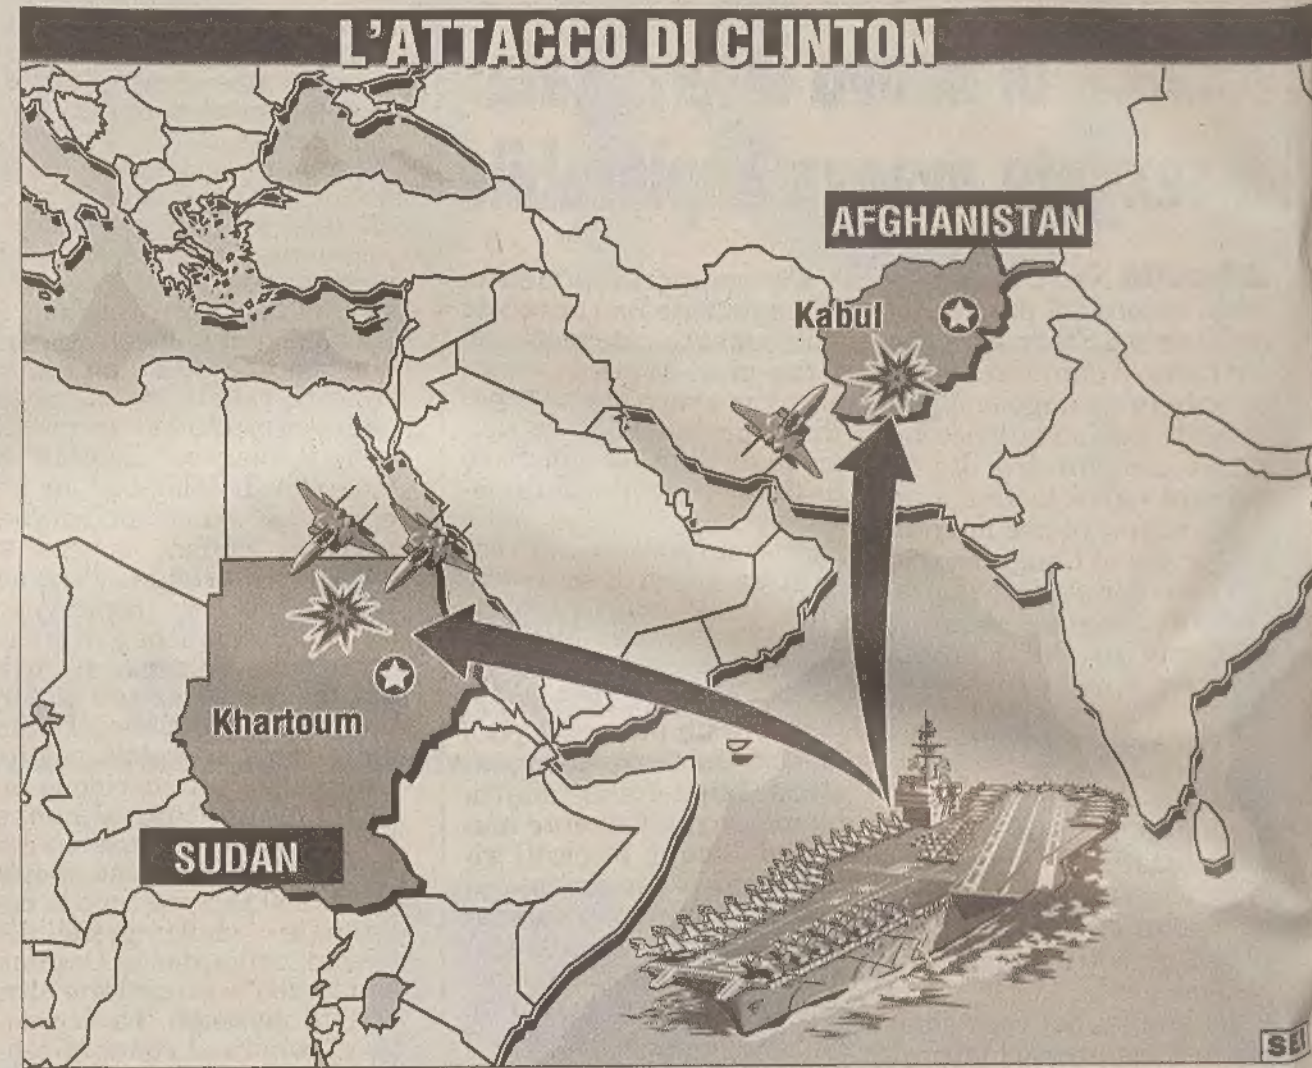 L'ATTACCO DI CLINTON
AFGHANISTAN
Kabul
Khartoum
SUDAN
SEI